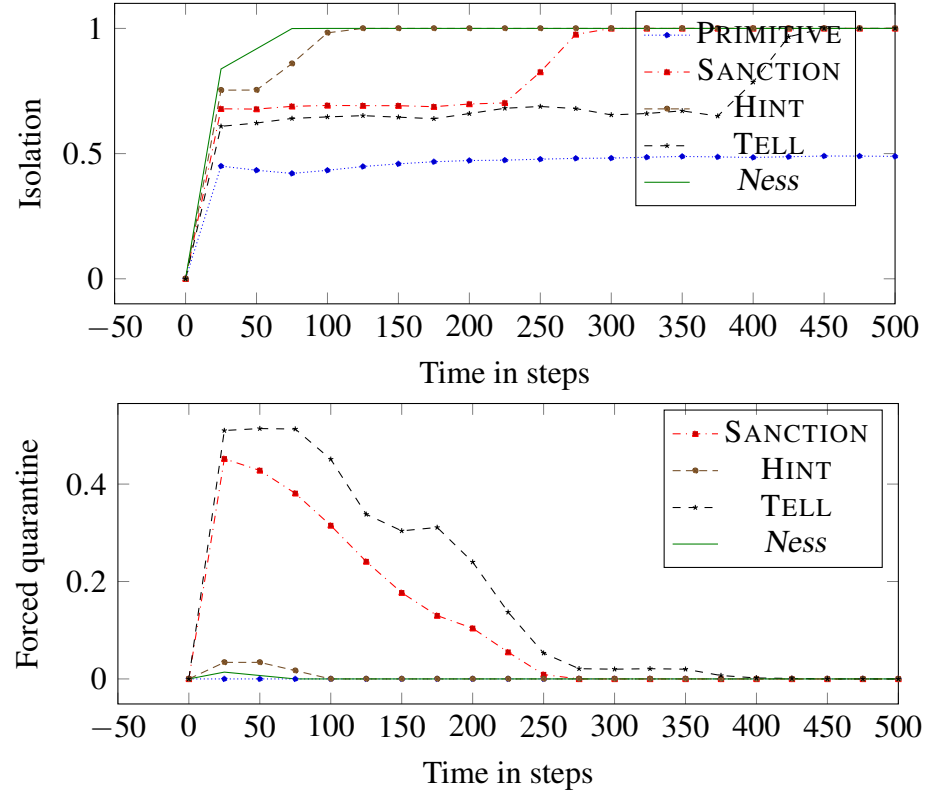 1
0.5
0
Isolation
−50 0 50 100 150 200 250 300 350 400 450 500
Time in steps
PRIMITIVE
SANCTION
HINT
TELL
Ness
0.4
0.2
0
Forced quarantine
−50 0 50 100 150 200 250 300 350 400 450 500
Time in steps
SANCTION
HINT
TELL
Ness